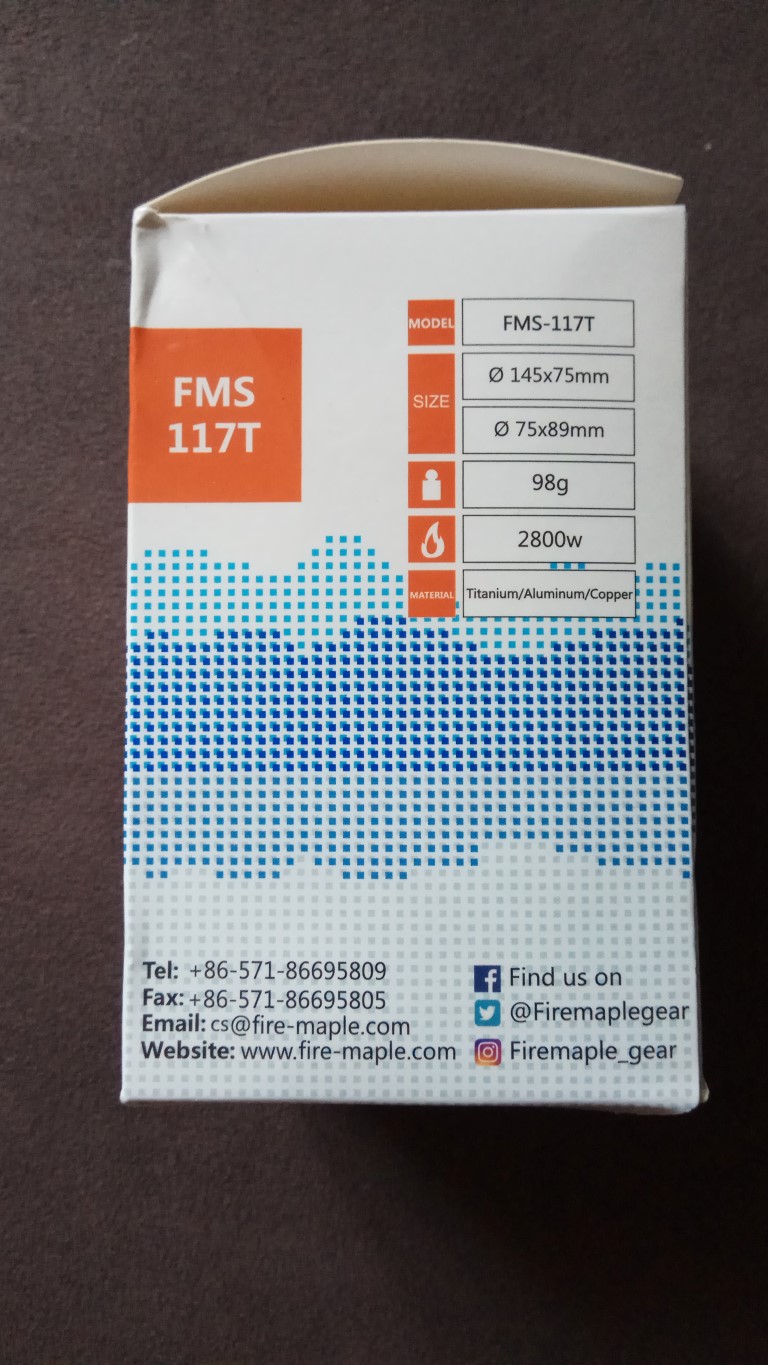 FMS
117T
MODEL FMS-117T
SIZE Ø 145x75mm
Ø 75x89mm
98g
2800w
MATERIAL Titanium/Aluminum/Copper
Tel: +86-571-86695809
Fax: +86-571-86695805
Email: cs@fire-maple.com
Website: www.fire-maple.com
Find us on
@Firemaplegear
Firemaple_gear